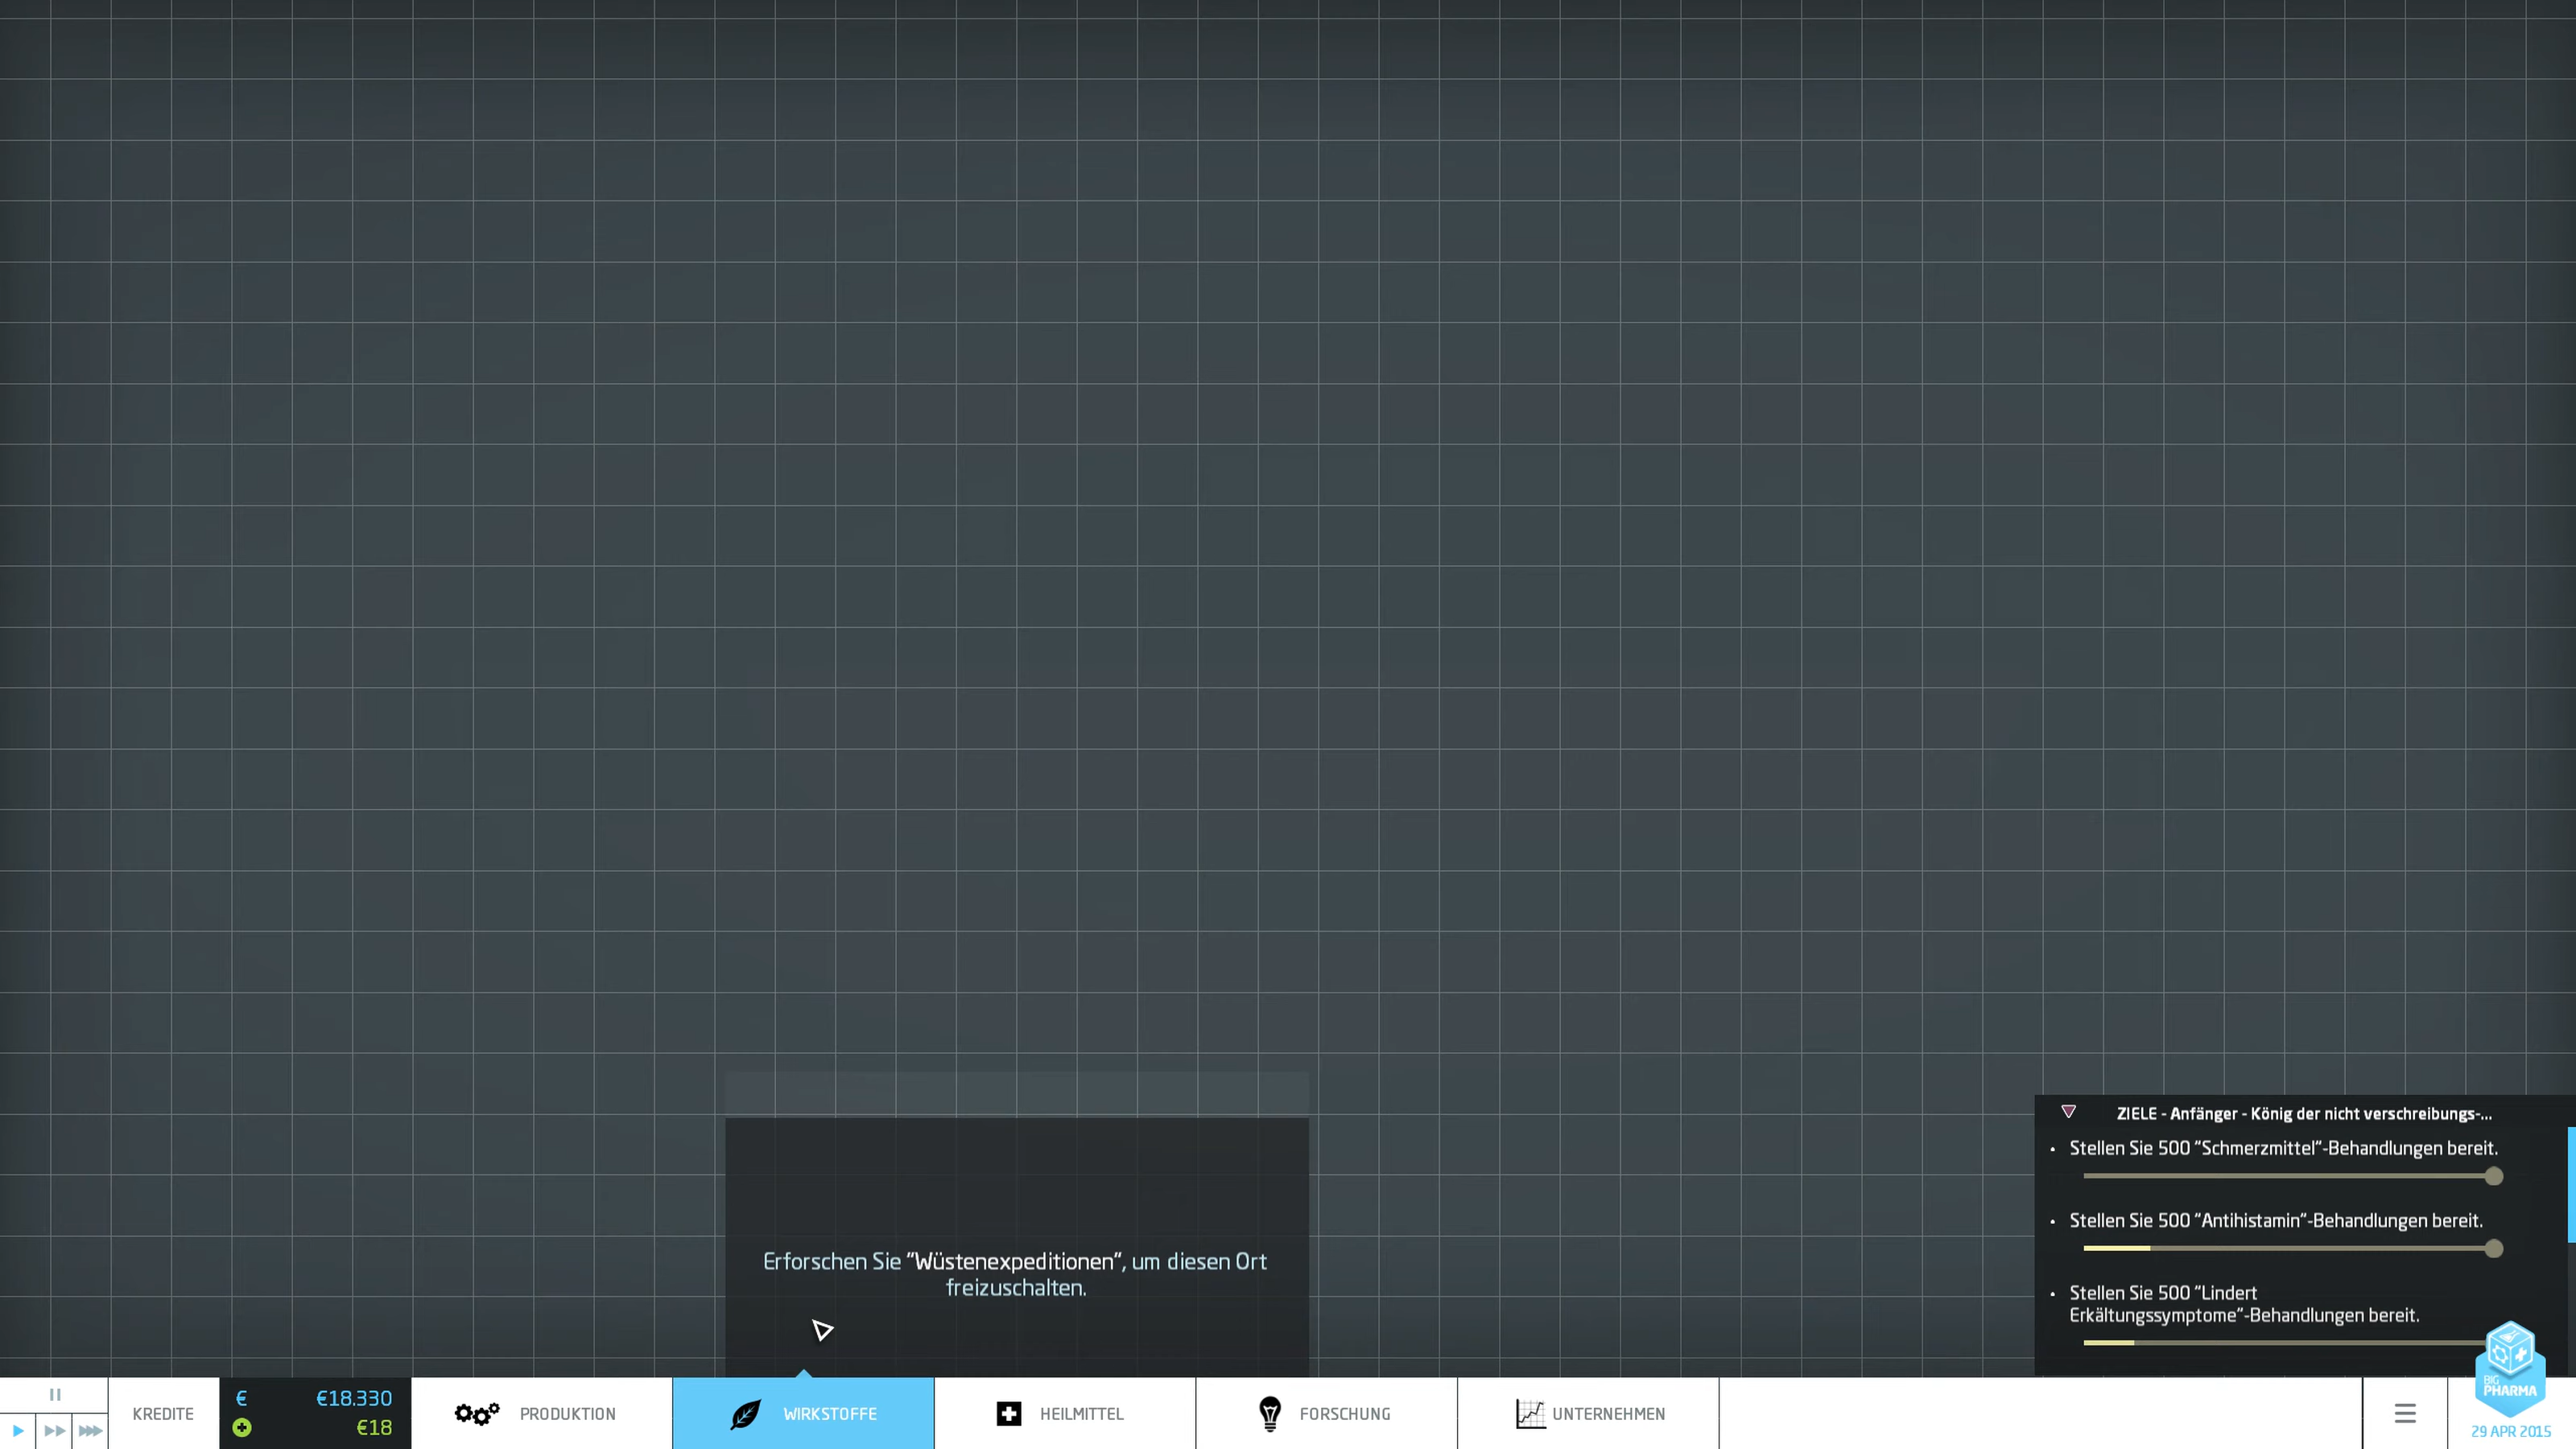 Erforschen Sie "Wüstenexpeditionen", um diesen Ort
freizuschalten.
ZIELE - Anfänger - König der nicht verschreibungs-...
• Stellen Sie 500 "Schmerzmittel"-Behandlungen bereit.
• Stellen Sie 500 "Antihistamin"-Behandlungen bereit.
• Stellen Sie 500 "Lindert
Erkältungssymptome"-Behandlungen bereit.
KREDITE
€ €18.330
€18
PRODUKTION
WIRKSTOFFE
HEILMITTEL
FORSCHUNG
UNTERNEHMEN
BIG
PHARMA
29 APR 2015